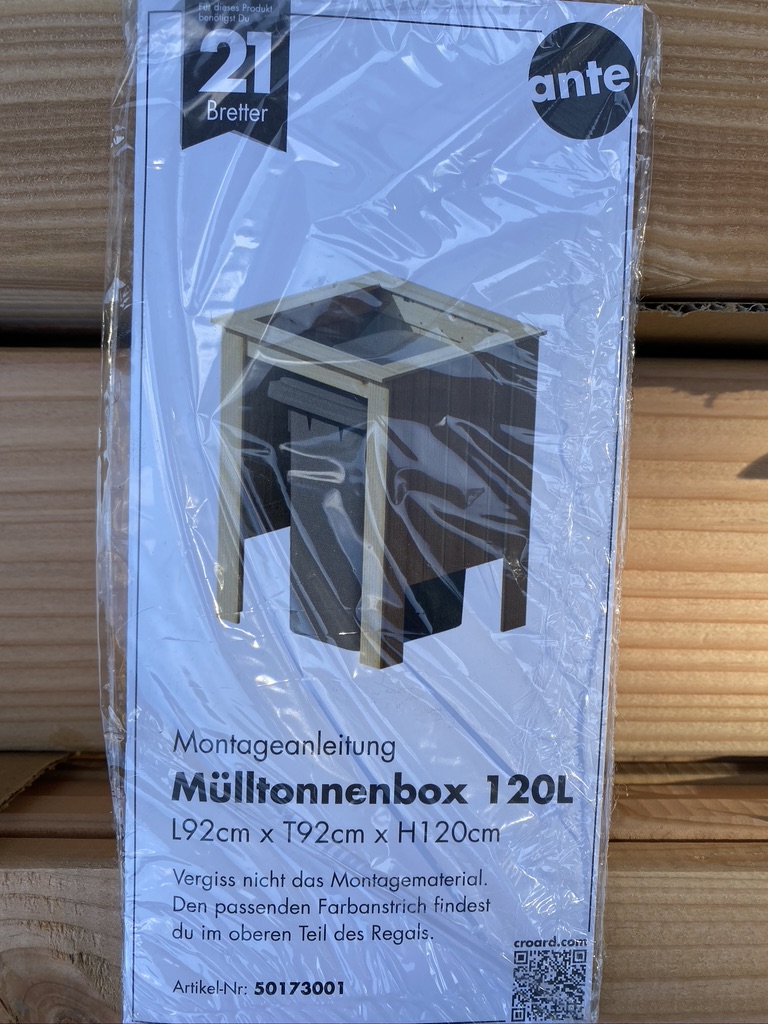 Für dieses Produkt
benötigst Du
21
Bretter
ante
Montageanleitung
Mülltonnenbox 120L
L92cm x T92cm x H120cm
Vergiss nicht das Montagematerial.
Den passenden Farbanstrich findest
du im oberen Teil des Regals.
croard.com
Artikel-Nr: 50173001